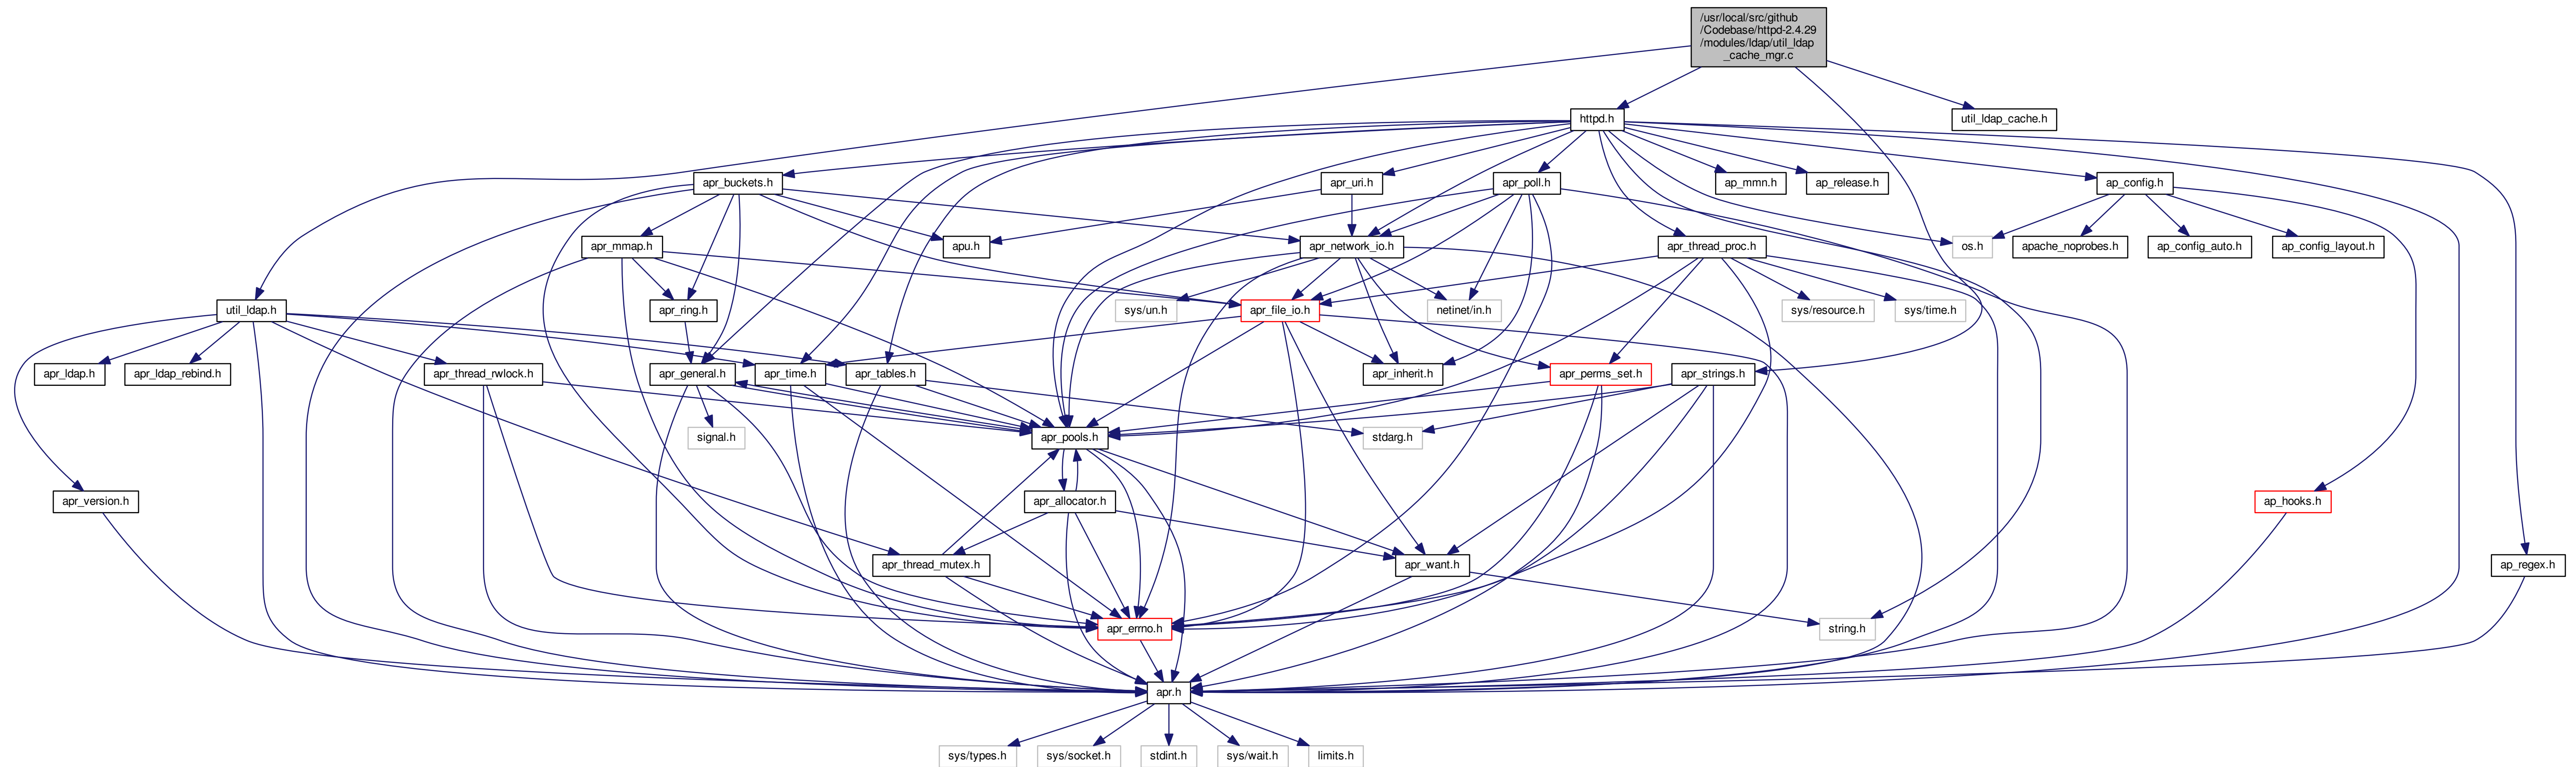 /usr/local/src/github
/Codebase/httpd-2.4.29
/modules/ldap/util_ldap
_cache_mgr.c
httpd.h
util_ldap_cache.h
apr_buckets.h
apr_uri.h
apr_poll.h
ap_mmn.h
ap_release.h
ap_config.h
apr_mmap.h
apu.h
apr_network_io.h
apr_thread_proc.h
os.h
apache_noprobes.h
ap_config_auto.h
ap_config_layout.h
util_ldap.h
apr_ring.h
sys/un.h
apr_file_io.h
netinet/in.h
sys/resource.h
sys/time.h
apr_ldap.h
apr_ldap_rebind.h
apr_thread_rwlock.h
apr_general.h
apr_time.h
apr_tables.h
apr_inherit.h
apr_perms_set.h
apr_strings.h
signal.h
apr_pools.h
stdarg.h
apr_version.h
apr_allocator.h
ap_hooks.h
apr_thread_mutex.h
apr_want.h
ap_regex.h
apr_errno.h
string.h
apr.h
sys/types.h
sys/socket.h
stdint.h
sys/wait.h
limits.h